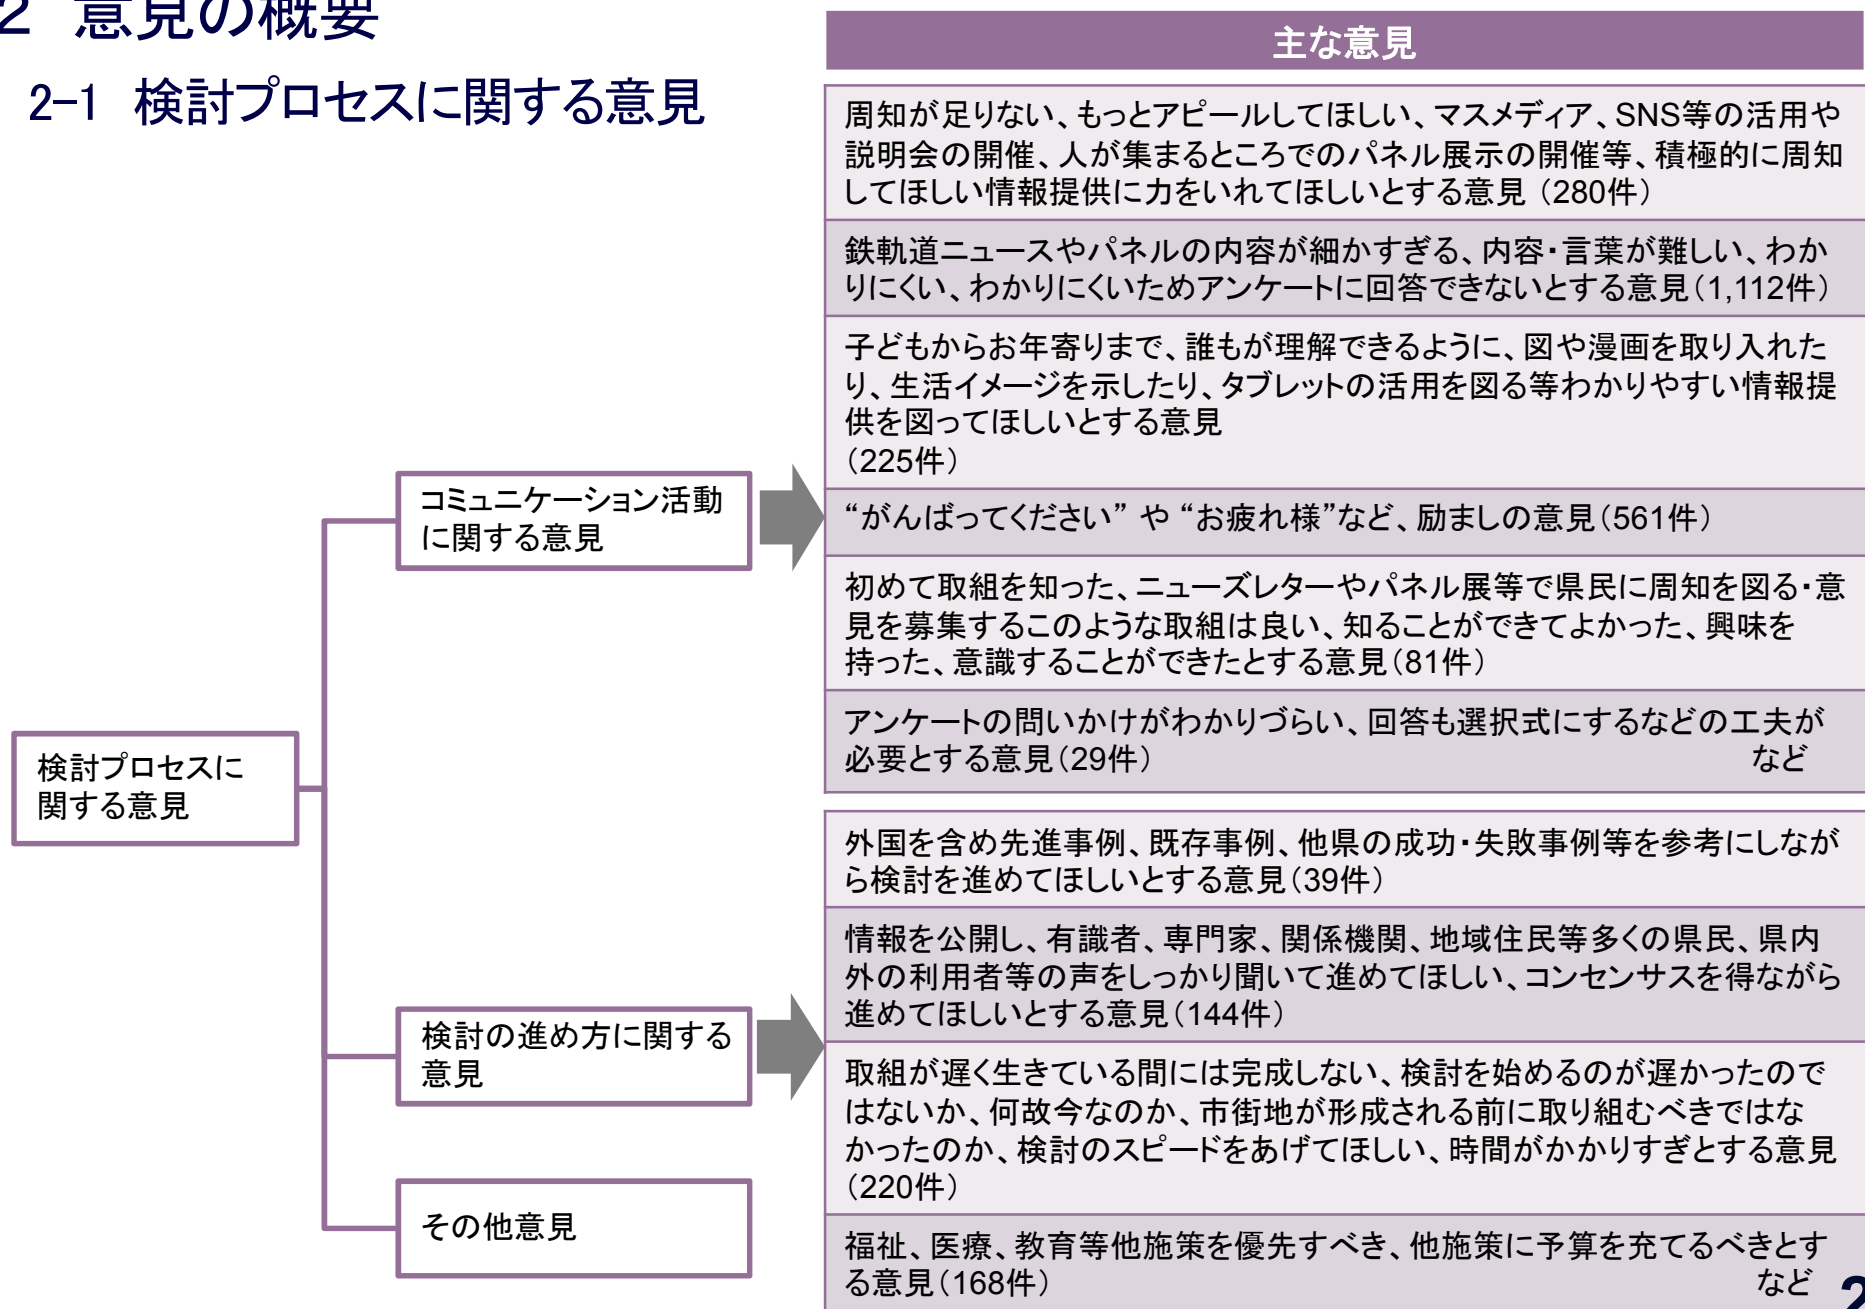 2 意見の概要
2-1 検討プロセスに関する意見
主な意見
検討プロセスに
関する意見
コミュニケーション活動
に関する意見
周知が足りない、もっとアピールしてほしい、マスメディア、SNS等の活用や
説明会の開催、人が集まるところでのパネル展示の開催等、積極的に周知
してほしい情報提供に力をいれてほしいとする意見（280件）
鉄軌道ニュースやパネルの内容が細かすぎる、内容・言葉が難しい、わか
りにくい、わかりにくいためアンケートに回答できないとする意見（1,112件）
子どもからお年寄りまで、誰もが理解できるように、図や漫画を取り入れた
り、生活イメージを示したり、タブレットの活用を図る等わかりやすい情報提
供を図ってほしいとする意見
（225件）
“がんばってください” や “お疲れ様”など、励ましの意見（561件）
初めて取組を知った、ニューズレターやパネル展等で県民に周知を図る・意
見を募集するこのような取組は良い、知ることができてよかった、興味を
持った、意識することができたとする意見（81件）
アンケートの問いかけがわかりづらい、回答も選択式にするなどの工夫が
必要とする意見（29件） など
検討の進め方に関する
意見
外国を含め先進事例、既存事例、他県の成功・失敗事例等を参考にしなが
ら検討を進めてほしいとする意見（39件）
情報を公開し、有識者、専門家、関係機関、地域住民等多くの県民、県内
外の利用者等の声をしっかり聞いて進めてほしい、コンセンサスを得ながら
進めてほしいとする意見（144件）
取組が遅く生きている間には完成しない、検討を始めるのが遅かったので
はないか、何故今なのか、市街地が形成される前に取り組むべきではな
かったのか、検討のスピードをあげてほしい、時間がかかりすぎとする意見
（220件）
福祉、医療、教育等他施策を優先すべき、他施策に予算を充てるべきとす
る意見（168件） など
その他意見
2